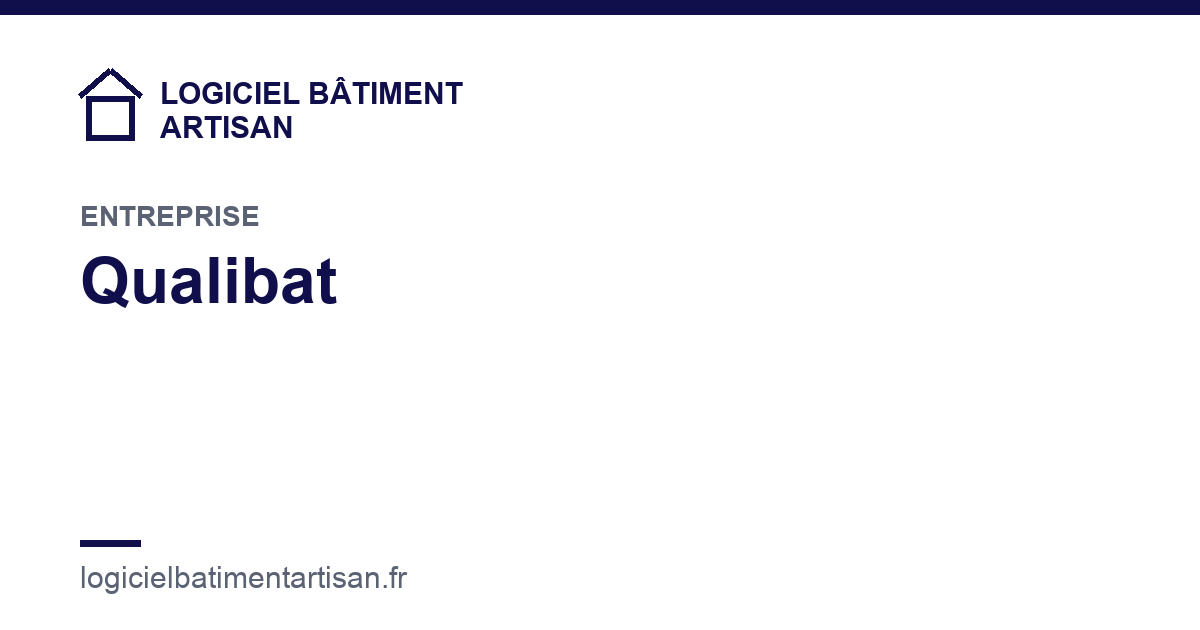 LOGICIEL BÂTIMENT
ARTISAN
ENTREPRISE
Qualibat
logicielbatimentartisan.fr